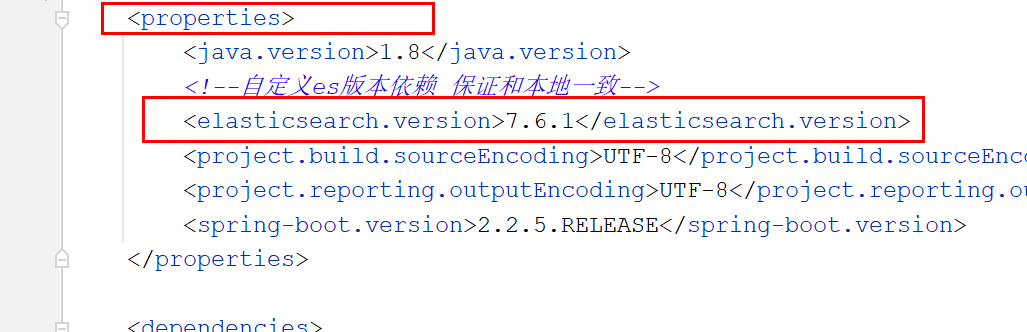 <properties>
<java.version>1.8</java.version>
<!--自定义es版本依赖 保证和本地一致-->
<elasticsearch.version>7.6.1</elasticsearch.version>
<project.build.sourceEncoding>UTF-8</project.build.sourceEnc
<project.reporting.outputEncoding>UTF-8</project.reporting.ou
<spring-boot.version>2.2.5.RELEASE</spring-boot.version>
</properties>
<dependencies>